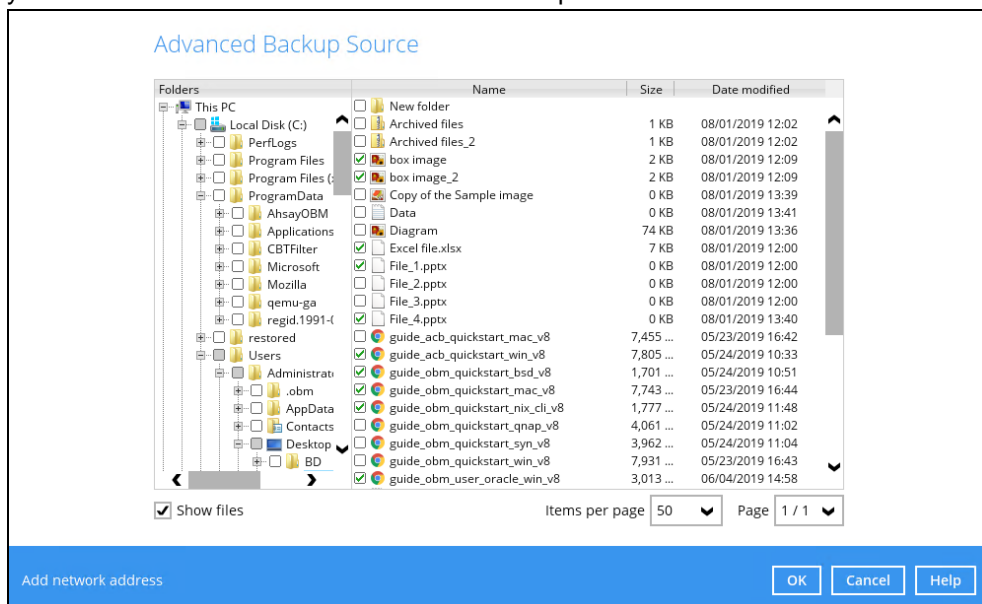 Advanced Backup Source
Folders Name Size Date modified
This PC
Local Disk (C:)
PerfLogs
Program Files
Program Files (
ProgramData
AhsayOBM
Applications
CBTFilter
Microsoft
Mozilla
qemu-ga
regid.1991-
restored
Users
Administrat
.obm
AppData
Contacts
Desktop
BD
New folder
Archived files 1 KB 08/01/2019 12:02
Archived files_2 1 KB 08/01/2019 12:02
box image 2 KB 08/01/2019 12:09
box image_2 2 KB 08/01/2019 12:09
Copy of the Sample image 0 KB 08/01/2019 13:39
Data 0 KB 08/01/2019 13:41
Diagram 74 KB 08/01/2019 13:36
Excel file.xlsx 7 KB 08/01/2019 12:00
File_1.pptx 0 KB 08/01/2019 12:00
File_2.pptx 0 KB 08/01/2019 12:00
File_3.pptx 0 KB 08/01/2019 12:00
File_4.pptx 0 KB 08/01/2019 13:40
guide_acb_quickstart_mac_v8 7,455 ... 05/23/2019 16:42
guide_acb_quickstart_win_v8 7,805 ... 05/24/2019 10:33
guide_obm_quickstart_bsd_v8 1,701 ... 05/24/2019 10:51
guide_obm_quickstart_mac_v8 7,743 ... 05/23/2019 16:44
guide_obm_quickstart_nix_cli_v8 1,777 ... 05/24/2019 11:48
guide_obm_quickstart_qnap_v8 4,061 ... 05/24/2019 11:02
guide_obm_quickstart_syn_v8 3,962 ... 05/24/2019 11:04
guide_obm_quickstart_win_v8 7,931 ... 05/23/2019 16:43
guide_obm_user_oracle_win_v8 3,013 ... 06/04/2019 14:58
Show files Items per page 50 Page 1 / 1
Add network address OK Cancel Help